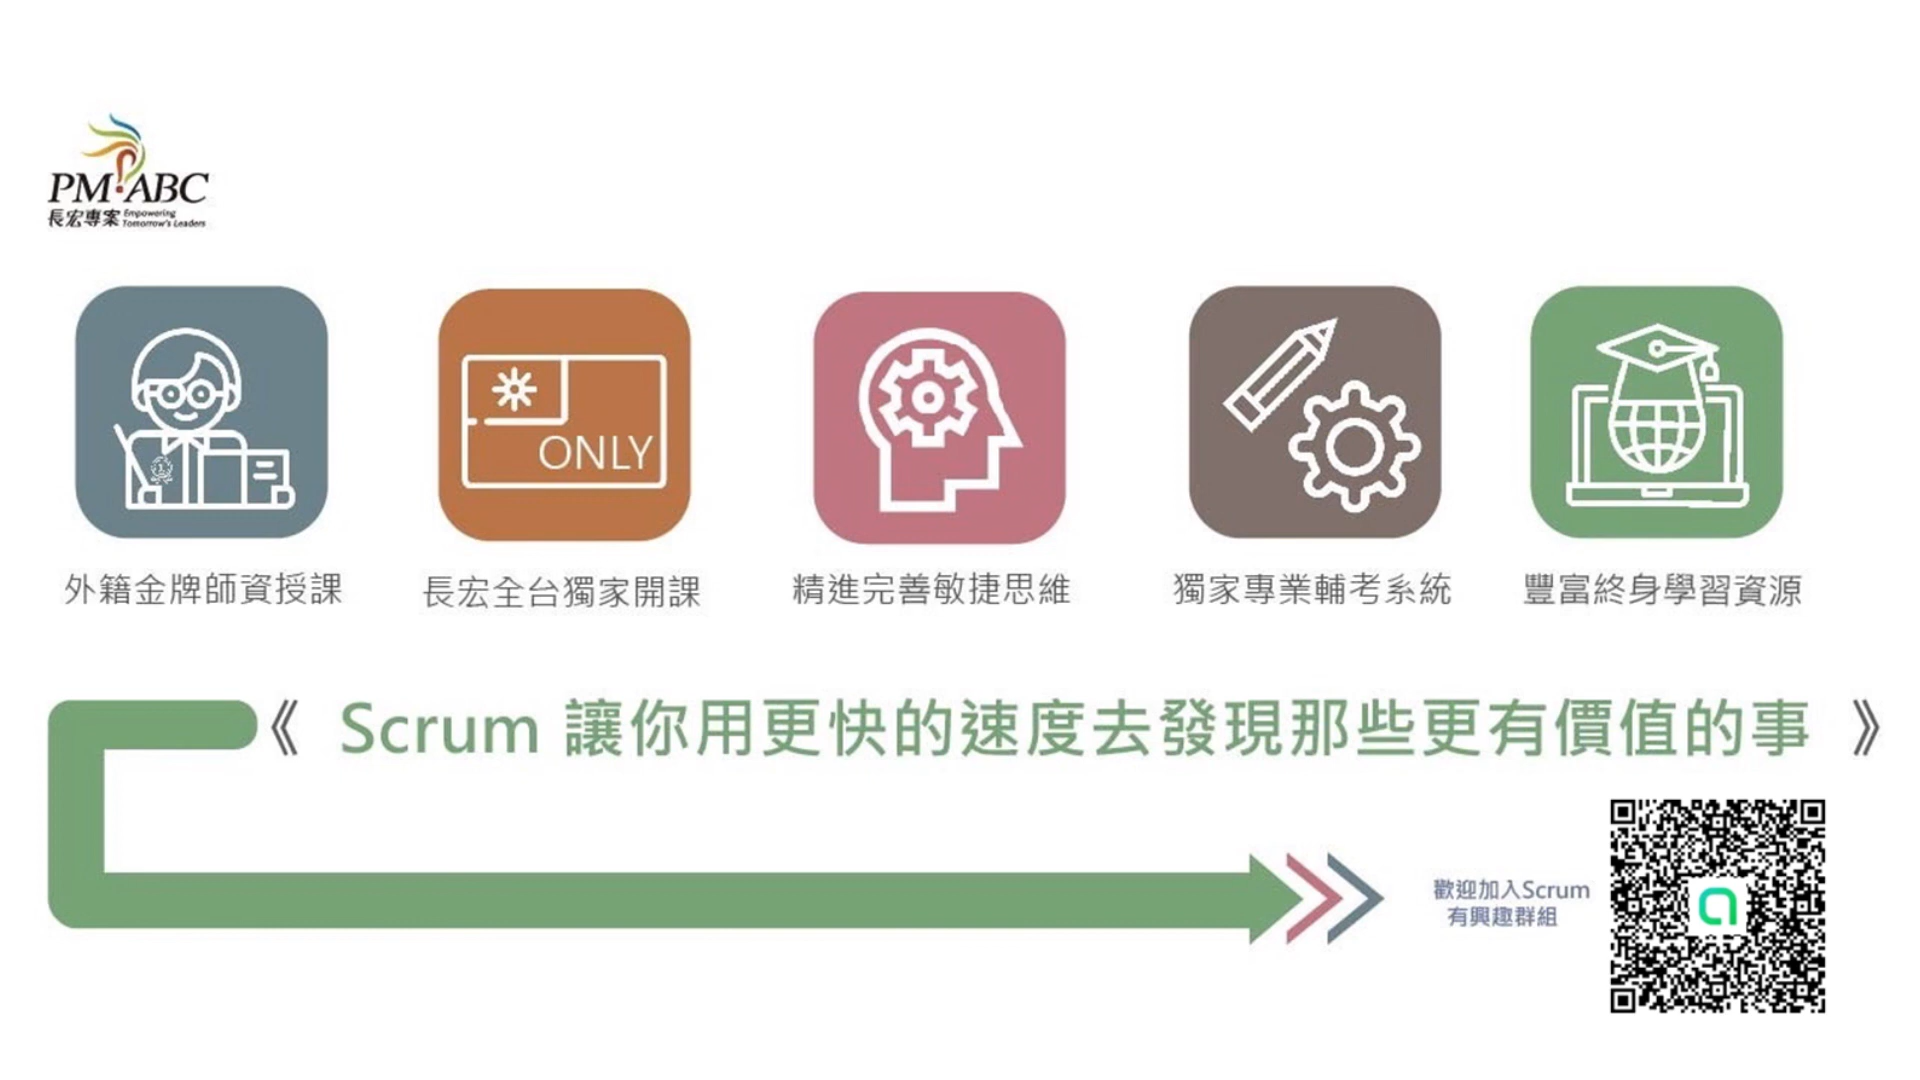 PM ABC
長宏專案 Empowering Tomorrow's Leaders
ONLY
外籍金牌師資授課
長宏全台獨家開課
精進完善敏捷思維
獨家專業輔考系統
豐富終身學習資源
《 Scrum 讓你用更快的速度去發現那些更有價值的事 》
歡迎加入Scrum
有興趣群組